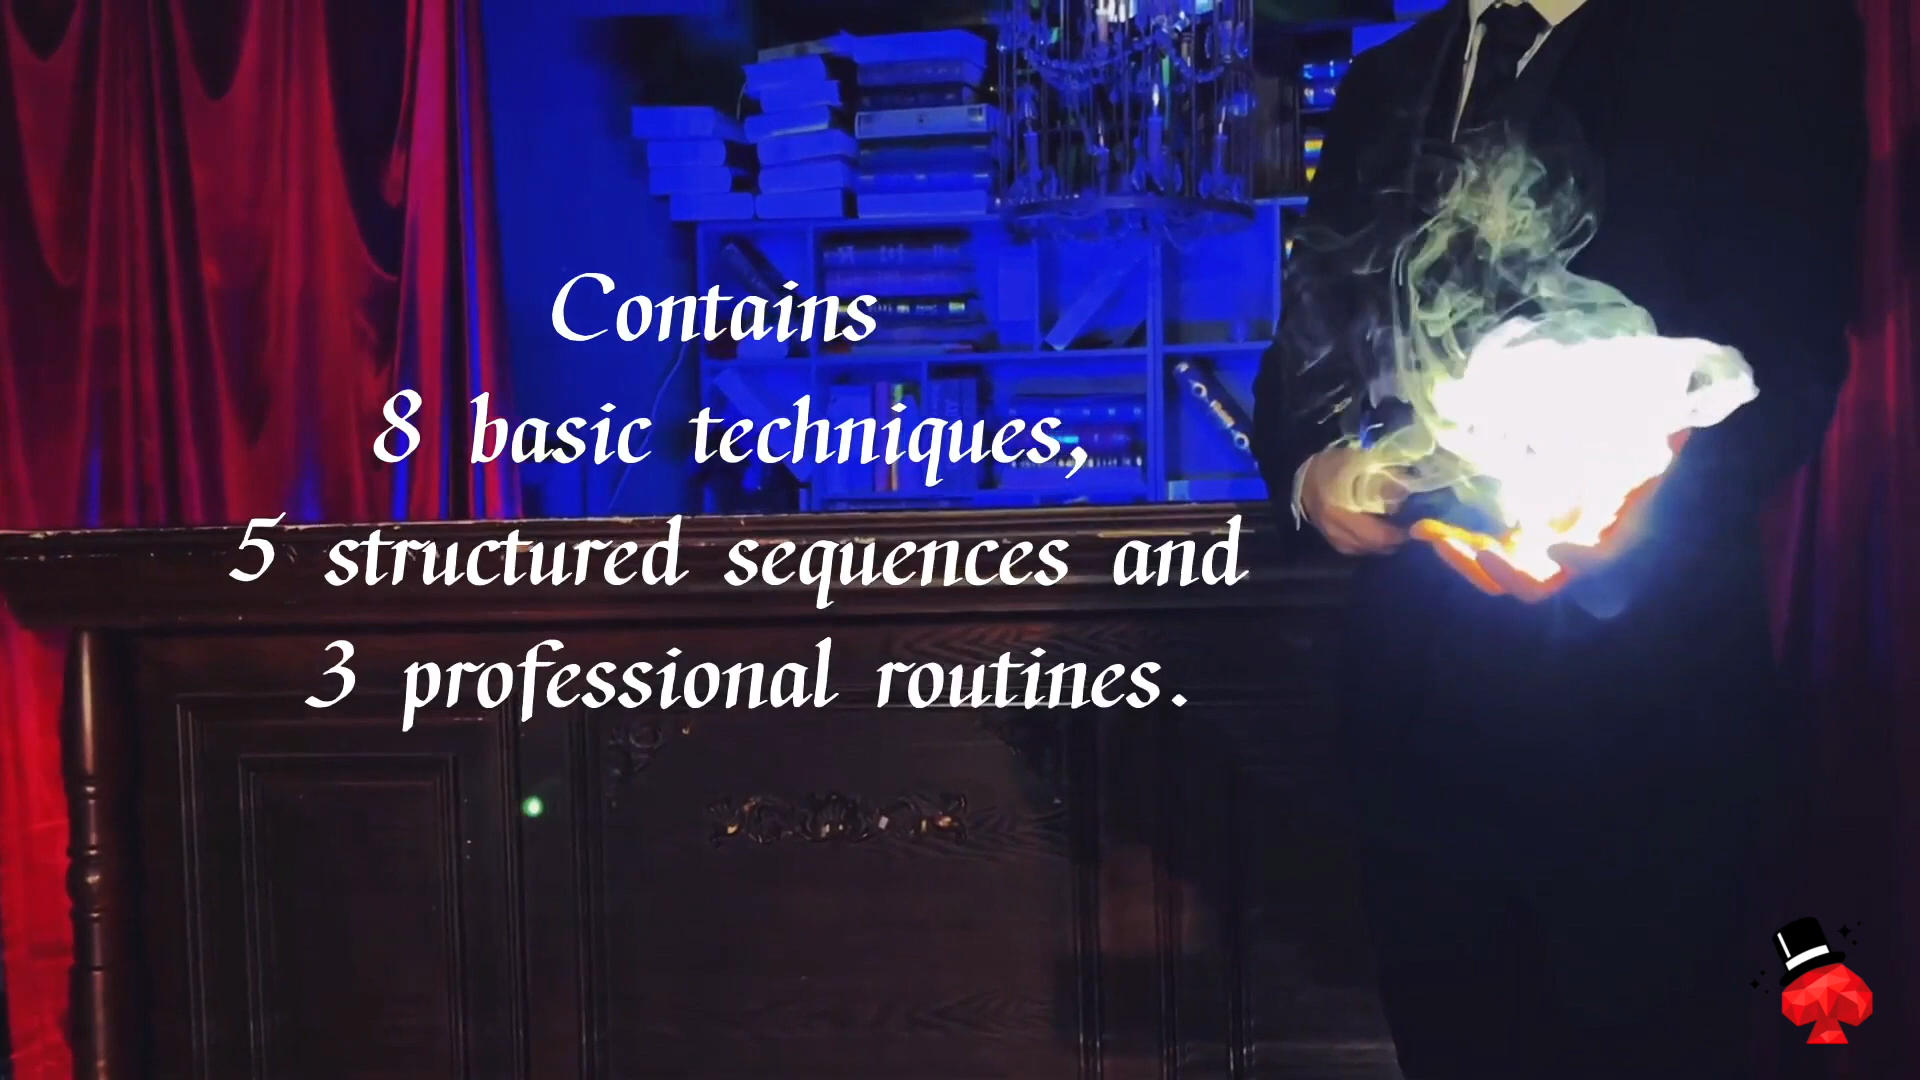 Contains
8 basic techniques,
5 structured sequences and
3 professional routines.